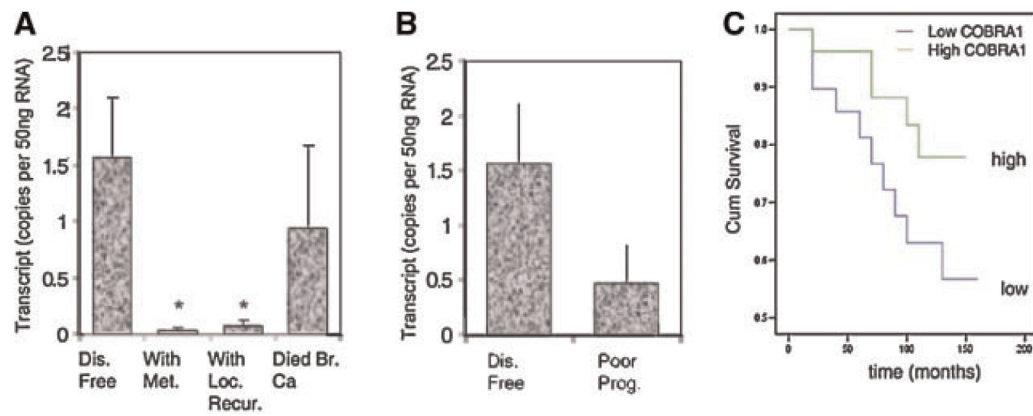 A
Transcript (copies per 50ng RNA)
2.5
2
1.5
1
0.5
0
*
*
Dis. Free
With Met.
With Loc. Recur.
Died Br. Ca
B
Transcript (copies per 50ng RNA)
2.5
2
1.5
1
0.5
0
Dis. Free
Poor Prog.
C
Low COBRA1
High COBRA1
Cum Survival
1.0
0.9
0.8
0.7
0.6
0.5
high
low
0
50
100
150
200
time (months)